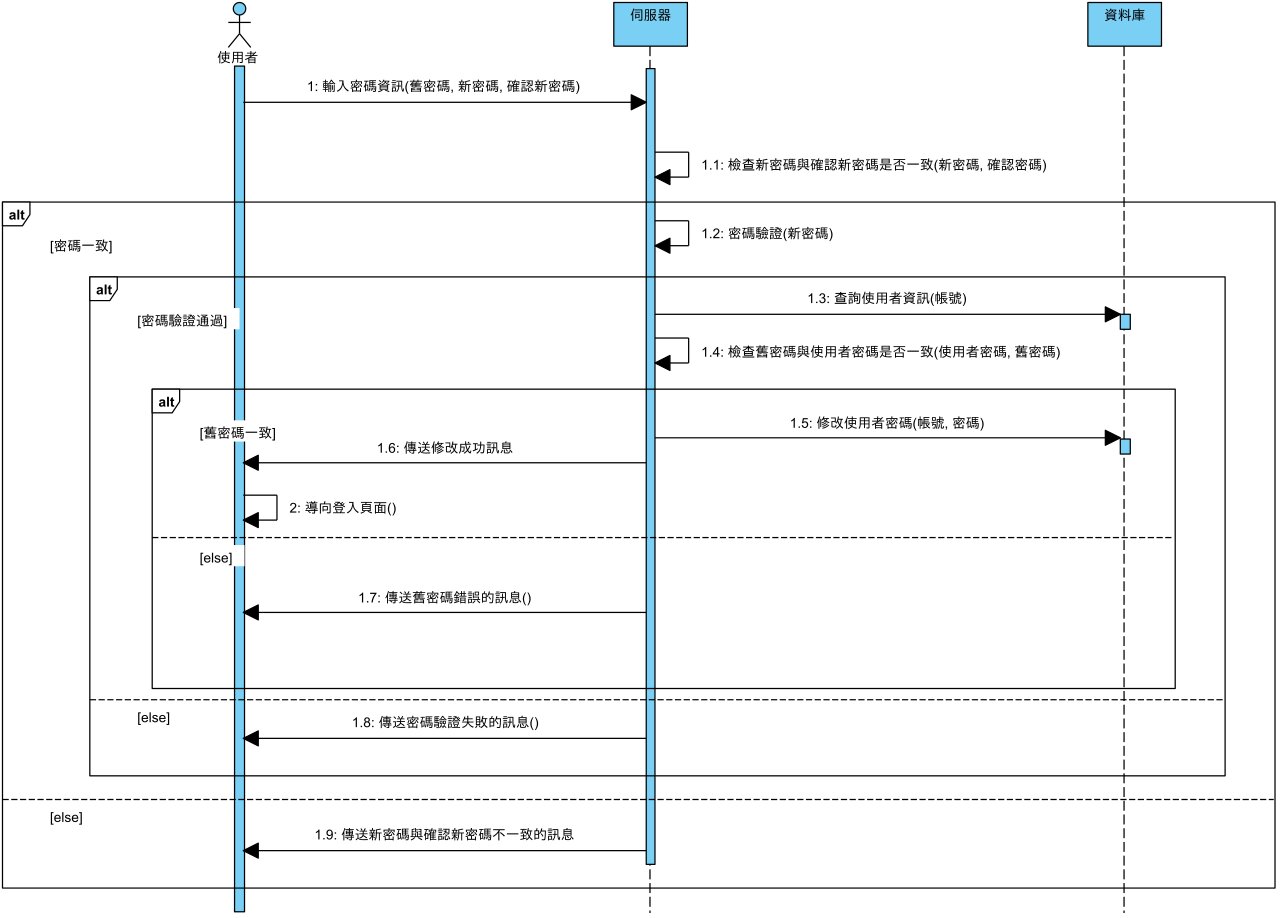 使用者
伺服器
資料庫
1: 輸入密碼資訊(舊密碼, 新密碼, 確認新密碼)
1.1: 檢查新密碼與確認新密碼是否一致(新密碼, 確認密碼)
alt
[密碼一致]
1.2: 密碼驗證(新密碼)
alt
[密碼驗證通過]
1.3: 查詢使用者資訊(帳號)
1.4: 檢查舊密碼與使用者密碼是否一致(使用者密碼, 舊密碼)
alt
[舊密碼一致]
1.5: 修改使用者密碼(帳號, 密碼)
1.6: 傳送修改成功訊息
2: 導向登入頁面()
[else]
1.7: 傳送舊密碼錯誤的訊息()
[else]
1.8: 傳送密碼驗證失敗的訊息()
[else]
1.9: 傳送新密碼與確認新密碼不一致的訊息